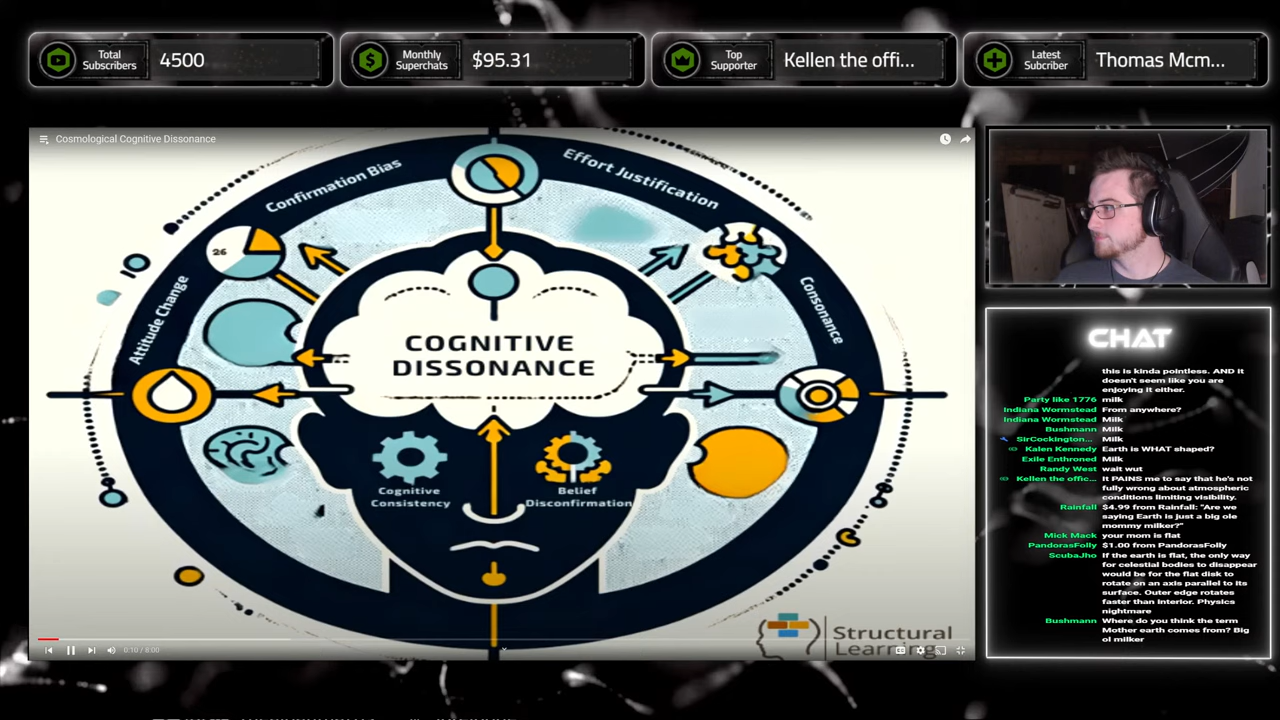 Total
Subscribers
4500
Monthly
Superchats
$95.31
Top
Supporter
Kellen the offi...
Latest
Subcriber
Thomas Mcm...
Cosmological Cognitive Dissonance
Confirmation Bias
Effort Justification
26
Attitude Change
Consonance
COGNITIVE
DISSONANCE
Cognitive
Consistency
Belief
Disconfirmation
Structural
Learning
0:10 / 8:00
CHAT
this is kinda pointless. AND it
doesn't seem like you are
enjoying it either.
Party like 1776 milk
Indiana Wormstead From anywhere?
Indiana Wormstead Milk
Bushmann Milk
SirCockington... Milk
Kalen Kennedy Earth is WHAT shaped?
Exile Enthroned Milk
Randy West wait wut
Kellen the offic... It PAINS me to say that he's not
fully wrong about atmospheric
conditions limiting visibility.
Rainfall $4.99 from Rainfall: "Are we
saying Earth is just a big ole
mommy milker?"
Mick Mack your mom is flat
PandorasFolly $1.00 from PandorasFolly
ScubaJho If the earth is flat, the only way
for celestial bodies to disappear
would be for the flat disk to
rotate on an axis parallel to its
surface. Outer edge rotates
faster than interior. Physics
nightmare
Bushmann Where do you think the term
Mother earth comes from? Big
ol milker